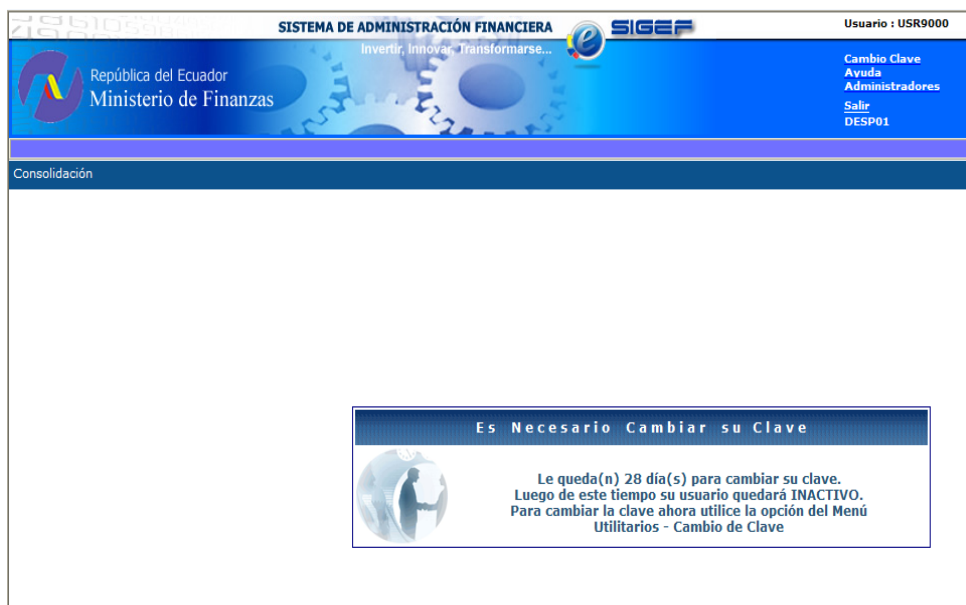 SISTEMA DE ADMINISTRACIÓN FINANCIERA
e SIGEF
Usuario : USR9000
Invertir, Innovar, Transformarse...
República del Ecuador
Ministerio de Finanzas
Cambio Clave
Ayuda
Administradores
Salir
DESP01
Consolidación
Es Necesario Cambiar su Clave
Le queda(n) 28 día(s) para cambiar su clave.
Luego de este tiempo su usuario quedará INACTIVO.
Para cambiar la clave ahora utilice la opción del Menú
Utilitarios - Cambio de Clave